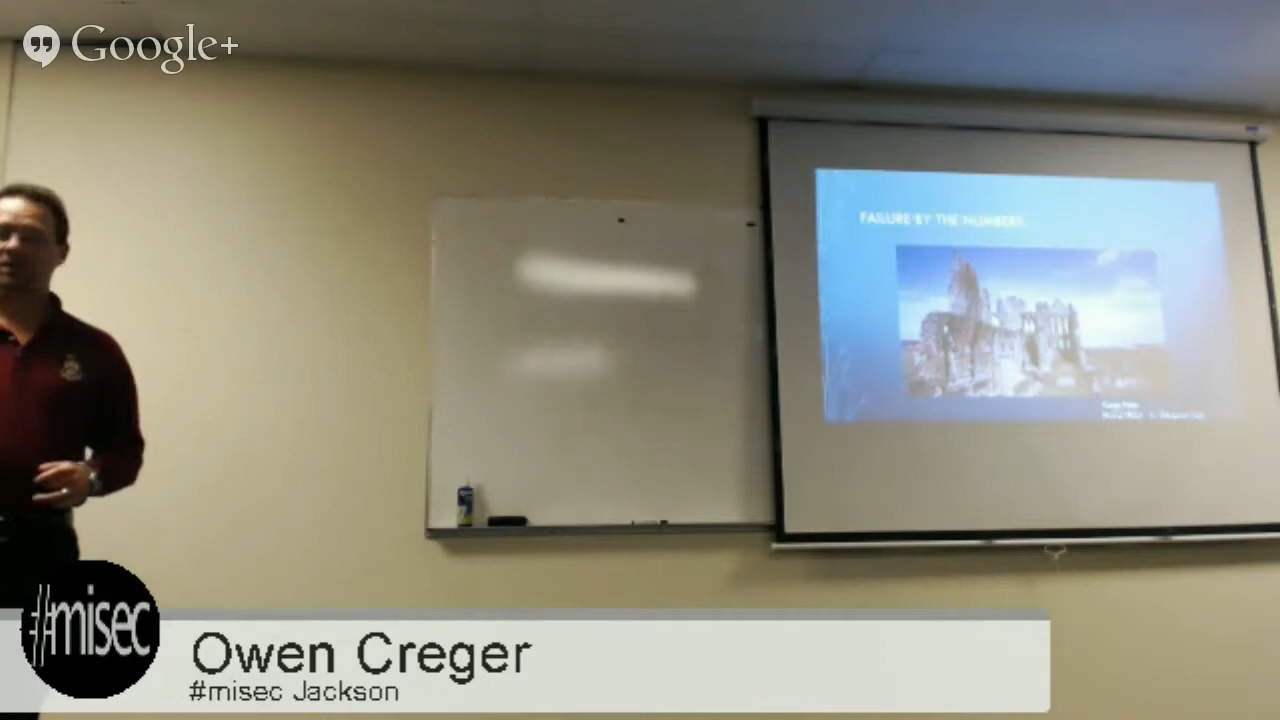 Google+
FAILURE BY THE NUMBERS
#misec
Owen Creger
#misec Jackson